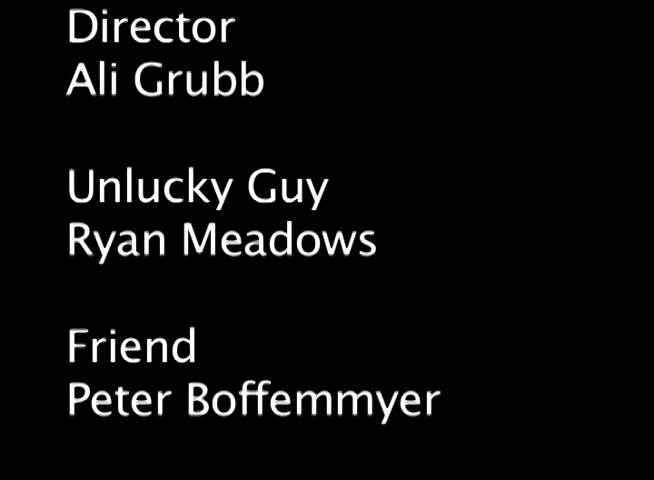 Director
Ali Grubb
Unlucky Guy
Ryan Meadows
Friend
Peter Boffemmyer